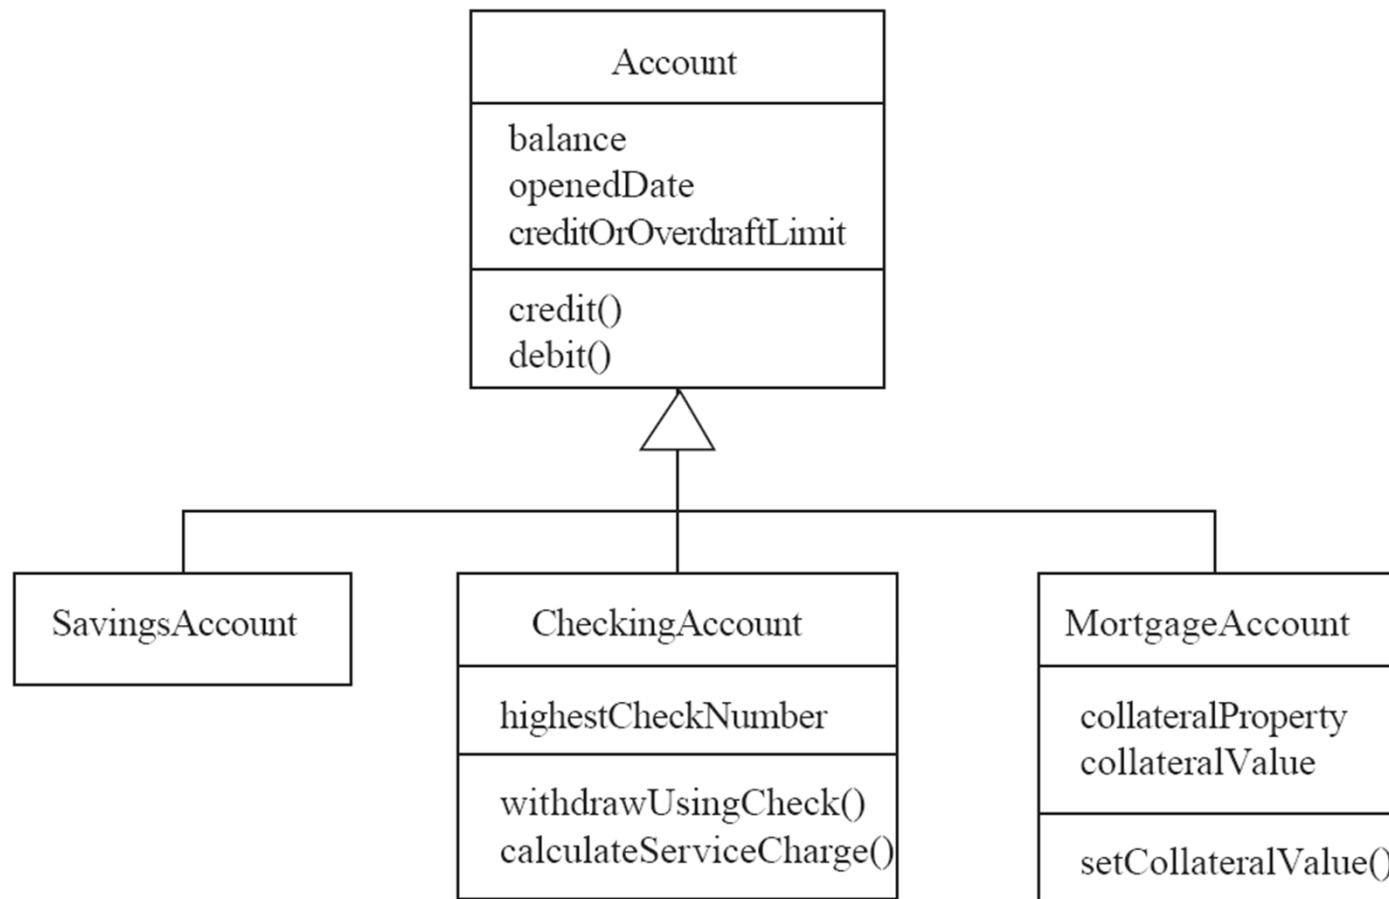 Account
balance
openedDate
creditOrOverdraftLimit
credit()
debit()
SavingsAccount
CheckingAccount
highestCheckNumber
withdrawUsingCheck()
calculateServiceCharge()
MortgageAccount
collateralProperty
collateralValue
setCollateralValue()